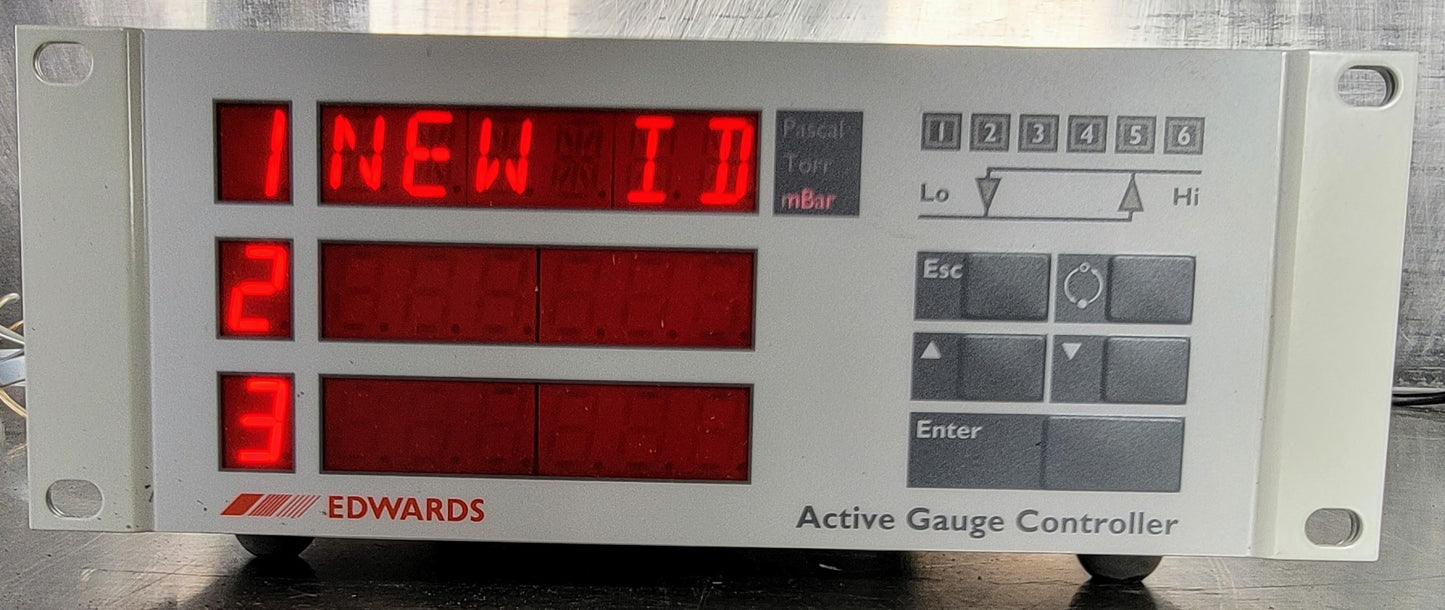 1 NEW ID
Pascal
Torr
mBar
1 2 3 4 5 6
Lo Hi
2
3
Esc
Enter
EDWARDS
Active Gauge Controller